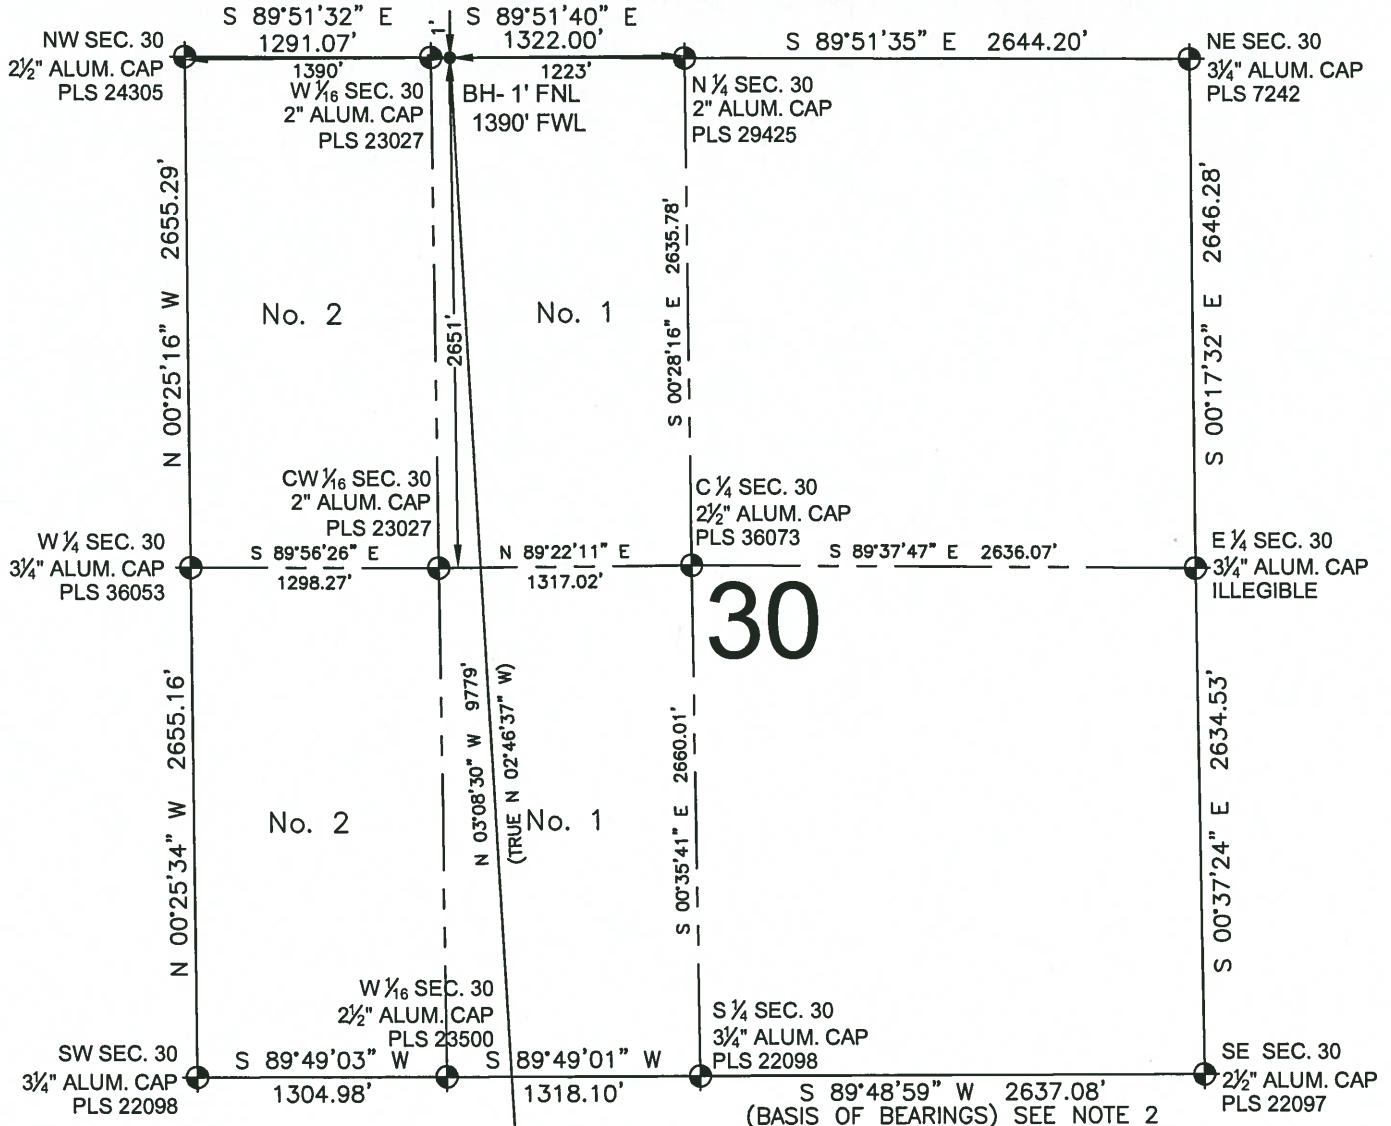 S 89°51'32" E
1291.07'
1'
S 89°51'40" E
1322.00'
S 89°51'35" E 2644.20'
NW SEC. 30
2½" ALUM. CAP
PLS 24305
1390'
W 1/16 SEC. 30
2" ALUM. CAP
PLS 23027
1223'
BH- 1' FNL
1390' FWL
N ¼ SEC. 30
2" ALUM. CAP
PLS 29425
NE SEC. 30
3¼" ALUM. CAP
PLS 7242
N 00°25'16" W 2655.29'
No. 2
2651'
No. 1
S 00°28'16" E 2635.78'
S 00°17'32" E 2646.28'
CW 1/16 SEC. 30
2" ALUM. CAP
PLS 23027
C ¼ SEC. 30
2½" ALUM. CAP
PLS 36073
W ¼ SEC. 30
3¼" ALUM. CAP
PLS 36053
S 89°56'26" E
1298.27'
N 89°22'11" E
1317.02'
S 89°37'47" E 2636.07'
E ¼ SEC. 30
3¼" ALUM. CAP
ILLEGIBLE
30
N 00°25'34" W 2655.16'
No. 2
N 03°08'30" W 9779'
(TRUE N 02°46'37" W)
No. 1
S 00°35'41" E 2660.01'
S 00°37'24" E 2634.53'
W 1/16 SEC. 30
2½" ALUM. CAP
PLS 23500
S ¼ SEC. 30
3¼" ALUM. CAP
PLS 22098
SW SEC. 30
3¼" ALUM. CAP
PLS 22098
S 89°49'03" W
1304.98'
S 89°49'01" W
1318.10'
S 89°48'59" W 2637.08'
(BASIS OF BEARINGS) SEE NOTE 2
SE SEC. 30
2½" ALUM. CAP
PLS 22097